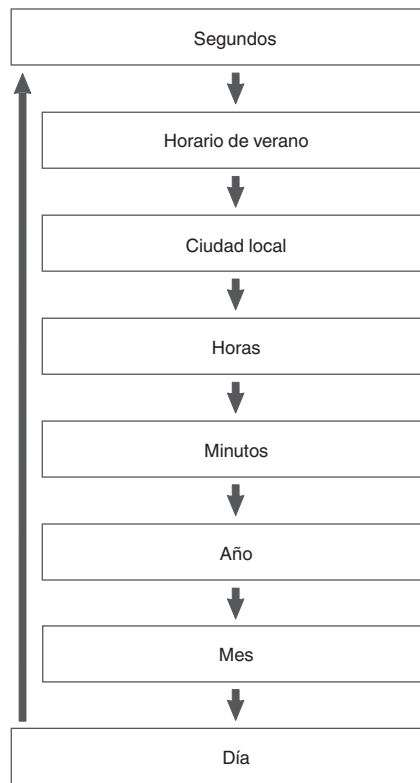 Segundos
Horario de verano
Ciudad local
Horas
Minutos
Año
Mes
Día